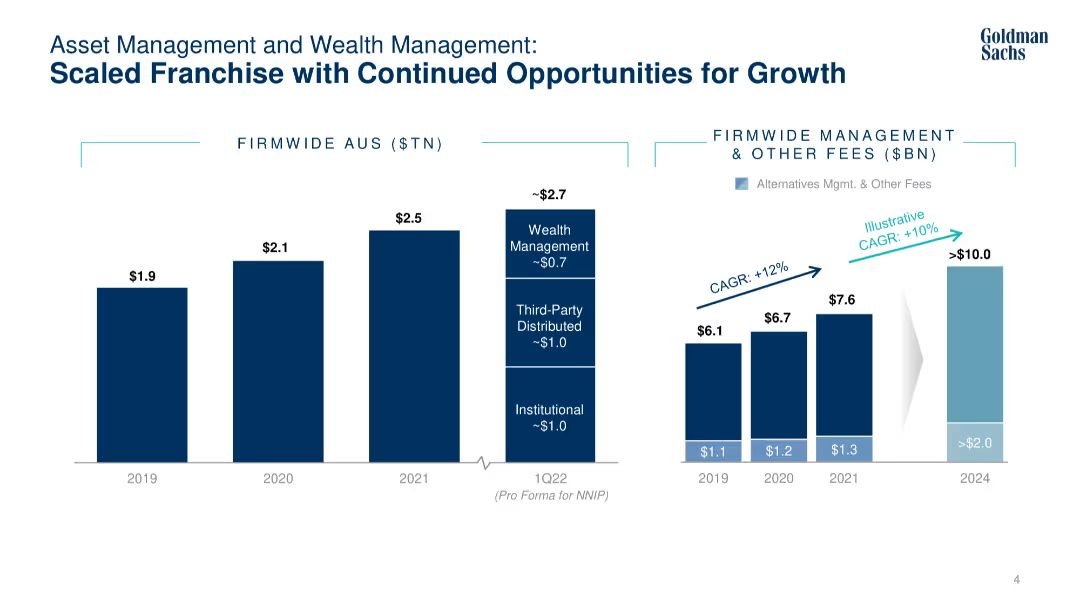 Asset Management and Wealth Management:
Scaled Franchise with Continued Opportunities for Growth
Goldman
Sachs
FIRMWIDE AUS ($TN)
$1.9
$2.1
$2.5
~$2.7
Wealth
Management
~$0.7
Third-Party
Distributed
~$1.0
Institutional
~$1.0
2019
2020
2021
1Q22
(Pro Forma for NNIP)
FIRMWIDE MANAGEMENT
& OTHER FEES ($BN)
Alternatives Mgmt. & Other Fees
CAGR: +12%
Illustrative
CAGR: +10%
$6.1
$6.7
$7.6
>$10.0
$1.1
$1.2
$1.3
>$2.0
2019
2020
2021
2024
4